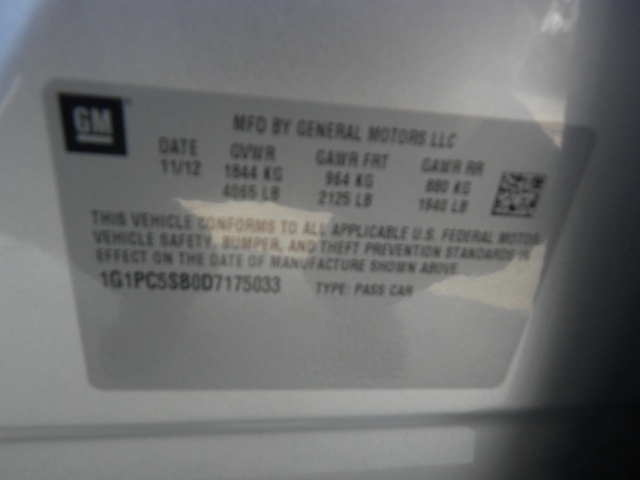 GM
MFD BY GENERAL MOTORS LLC
DATE GVWR GAWR FRT GAWR RR
11/12 1844 KG 964 KG 880 KG
4065 LB 2125 LB 1940 LB
THIS VEHICLE CONFORMS TO ALL APPLICABLE U.S. FEDERAL MOTOR
VEHICLE SAFETY, BUMPER, AND THEFT PREVENTION STANDARDS IN
EFFECT ON THE DATE OF MANUFACTURE SHOWN ABOVE.
1G1PC5SB0D7175033 TYPE: PASS CAR